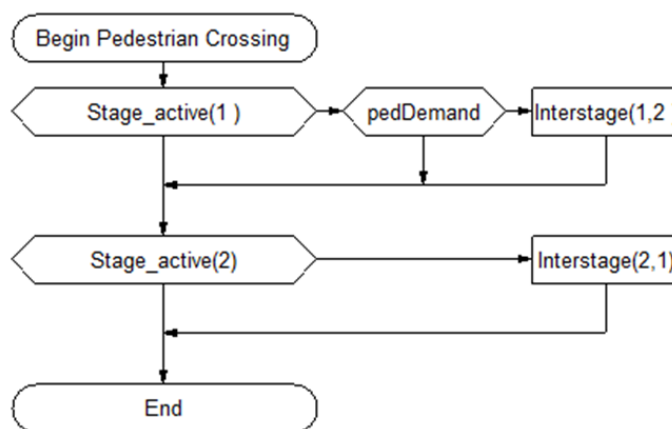 Begin Pedestrian Crossing
Stage_active(1 )
pedDemand
Interstage(1,2
Stage_active(2)
Interstage(2,1)
End